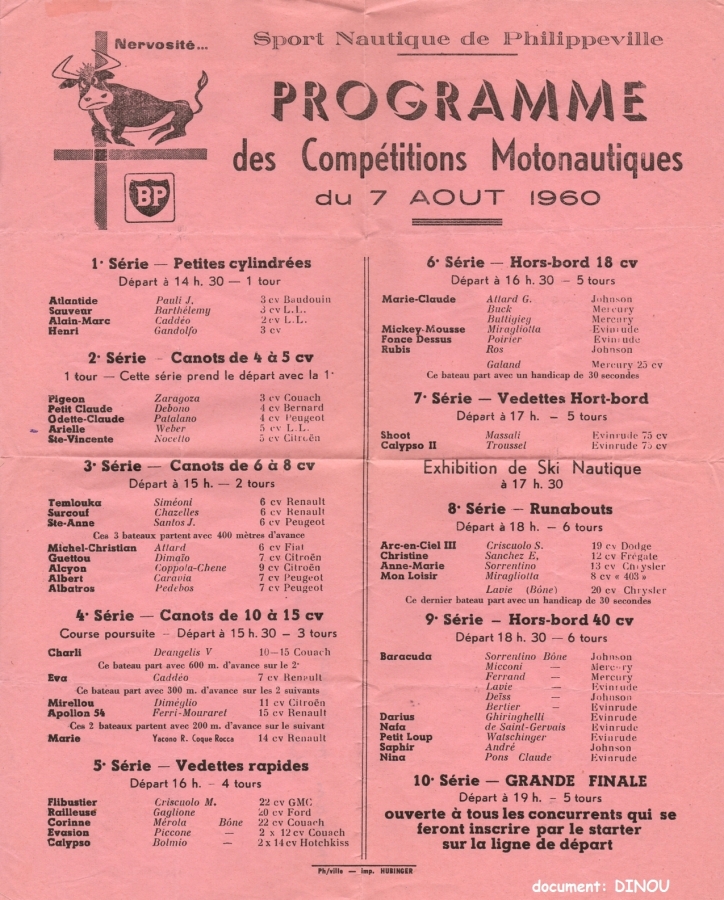 Nervosité...
BP
Sport Nautique de Philippeville
PROGRAMME
des Compétitions Motonautiques
du 7 AOUT 1960
1e Série — Petites cylindrées
Départ à 14 h. 30 — 1 tour
Atlantide Pauli J, 3 cv Baudouin
Sauveur Barthélemy 3 cv L.L.
Alain-Marc Caddéo 2 cv L.L.
Henri Gandolfo 3 cv
2e Série - Canots de 4 à 5 cv
1 tour — Cette série prend le départ avec la 1e
Pigeon Zaragoza 3 cv Couach
Petit Claude Debono 4 cv Bernard
Odette-Claude Patalano 4 cv Peugeot
Arielle Weber 5 cv L.L.
Ste-Vincente Nocetto 5 cv Citroën
3e Série — Canots de 6 à 8 cv
Départ à 15 h. — 2 tours
Temlouka Siméoni 6 cv Renault
Surcouf Chazelles 6 cv Renault
Ste-Anne Santos J. 6 cv Peugeot
Ces 3 bateaux partent avec 400 mètres d'avance
Michel-Christian Attard 6 cv Fiat
Guettou Dimaïo 7 cv Citroën
Alcyon Coppola-Chene 9 cv Citroën
Albert Caravia 7 cv Peugeot
Albatros Pedebos 7 cv Peugeot
4e Série — Canots de 10 à 15 cv
Course poursuite — Départ à 15 h. 30 — 3 tours
Charli Deangelis V 10—15 Couach
Ce bateau part avec 600 m. d'avance sur le 2e
Eva Caddéo 7 cv Renault
Ce bateau part avec 300 m. d'avance sur les 2 suivants
Mirellou Diméglio 11 cv Citroën
Apollon 54 Ferri-Mouraret 15 cv Renault
Ces 2 bateaux partent avec 200 m. d'avance sur le suivant
Marie Yacono R. Coque Rocca 14 cv Renault
5e Série — Vedettes rapides
Départ 16 h. — 4 tours
Flibustier Criscuolo M. 22 cv GMC
Railleuse Gaglione 20 cv Ford
Corinne Mérola Bône 22 cv Couach
Evasion Piccone — 2 x 12 cv Couach
Calypso Bolmio — 2 x 14 cv Hotchkiss
6e Série — Hors-bord 18 cv
Départ à 16 h. 30 — 5 tours
Marie-Claude Attard G. Johnson
Buck Mercury
Buttigieg Mercury
Mickey-Mousse Miragliotta Evinrude
Fonce Dessus Poirier Evinrude
Rubis Ros Johnson
Galand Mercury 25 cv
Ce bateau part avec un handicap de 30 secondes
7e Série — Vedettes Hort-bord
Départ à 17 h. — 5 tours
Shoot Massali Evinrude 75 cv
Calypso II Troussel Evinrude 75 cv
Exhibition de Ski Nautique
à 17 h. 30
8e Série — Runabouts
Départ à 18 h. — 6 tours
Arc-en-Ciel III Criscuolo S. 19 cv Dodge
Christine Sanchez E, 12 cv Frégate
Anne-Marie Sorrentino 13 cv Chrysler
Mon Loisir Miragliotta 8 cv « 403 »
Lavie (Bône) 20 cv Chrysler
Ce dernier bateau part avec un handicap de 30 secondes
9e Série — Hors-bord 40 cv
Départ 18 h. 30 — 6 tours
Baracuda Sorrentino Bône Johnson
Micconi — Mercury
Ferrand — Mercury
Lavie — Evinrude
Deïss — Johnson
Bertier — Evinrude
Darius Ghiringhelli Evinrude
Nafa de Saint-Gervais Evinrude
Petit Loup Watschinger Evinrude
Saphir André Johnson
Nina Pons Claude Evinrude
10e Série — GRANDE FINALE
Départ à 19 h. — 5 tours
ouverte à tous les concurrents qui se
feront inscrire par le starter
sur la ligne de départ
Ph/ville — imp. HUBINGER
document: DINOU